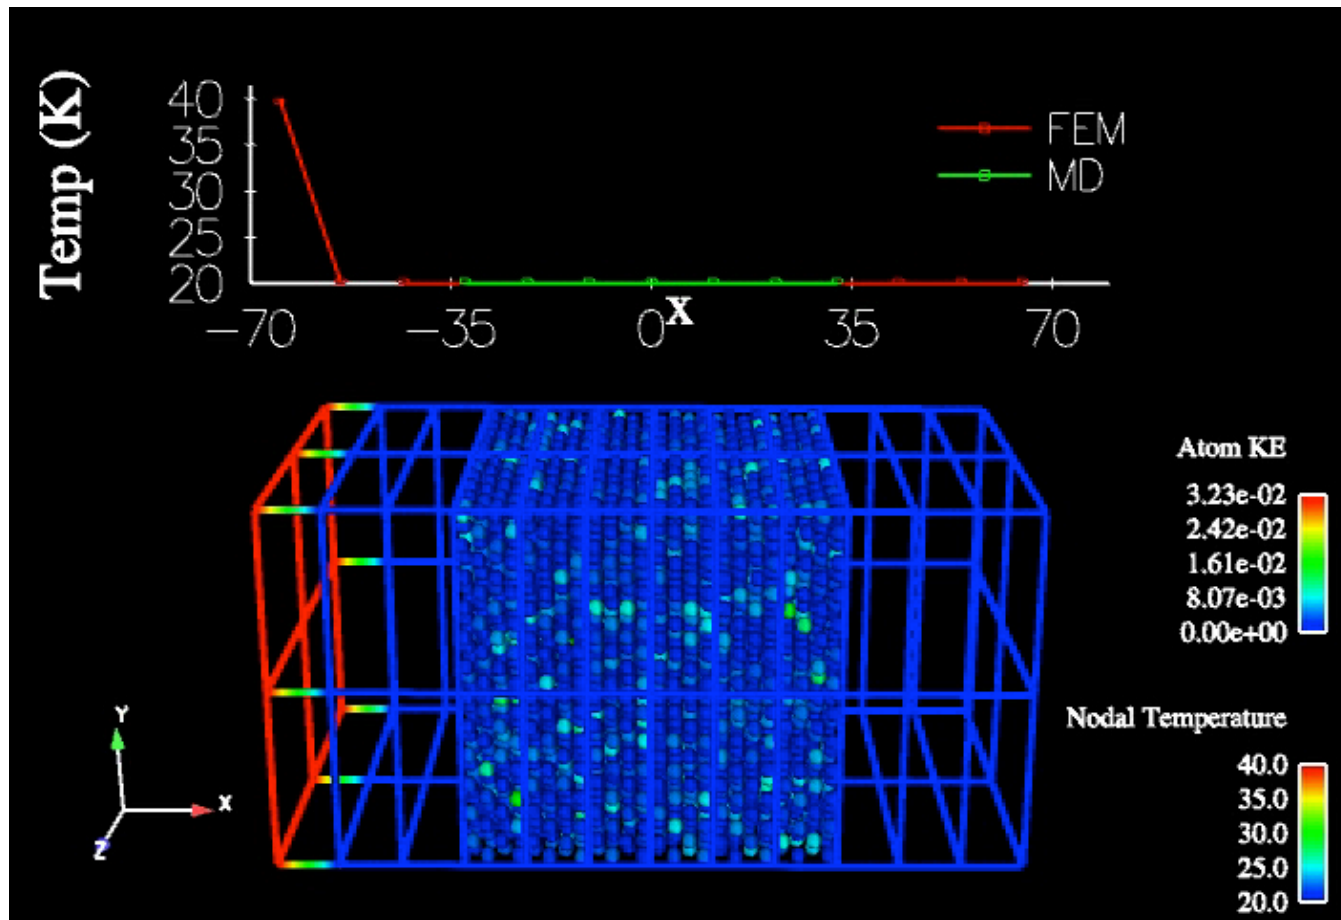 Temp (K)
40
35
30
25
20
FEM
MD
−70
−35
0
X
35
70
Atom KE
3.23e-02
2.42e-02
1.61e-02
8.07e-03
0.00e+00
Nodal Temperature
40.0
35.0
30.0
25.0
20.0
Y
X
Z